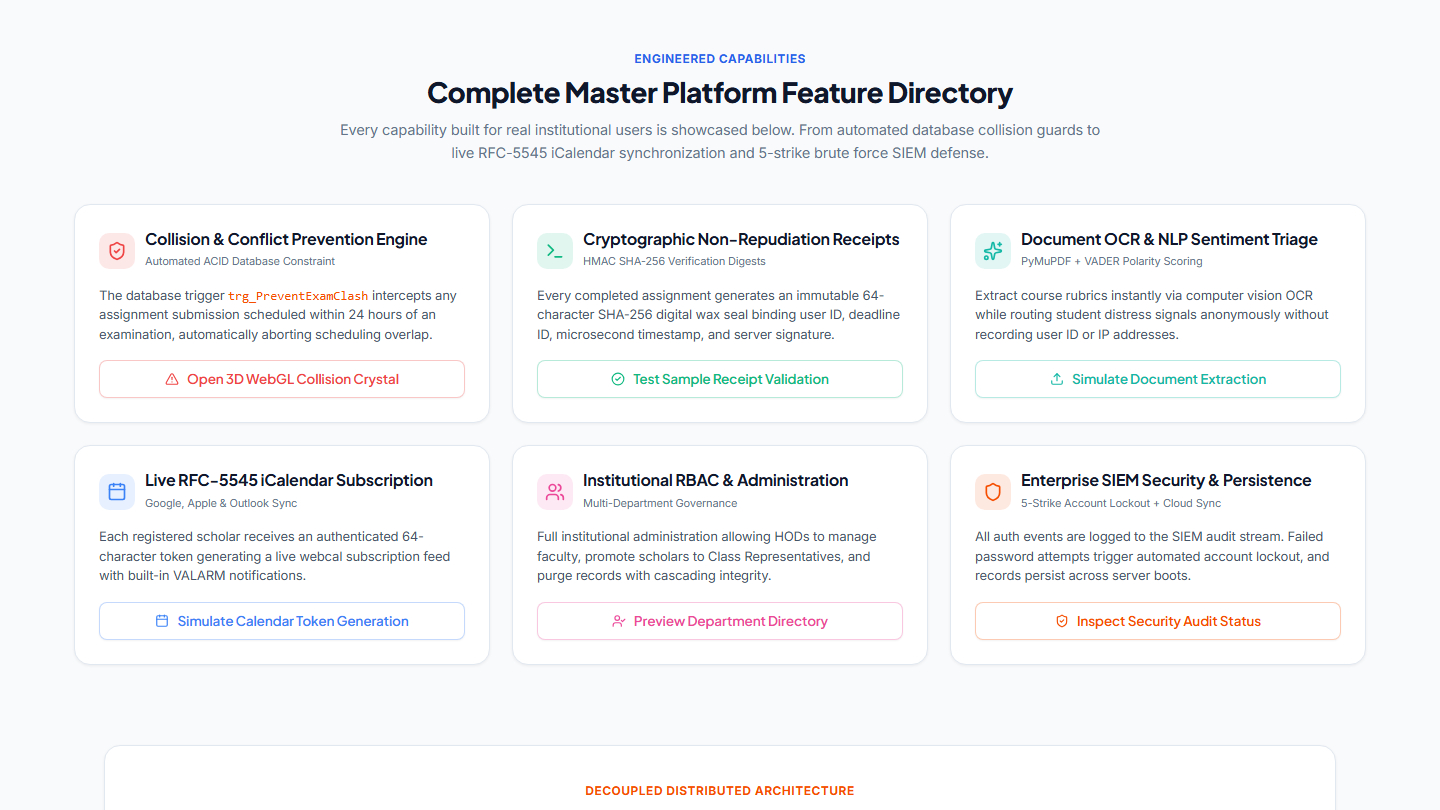 ENGINEERED CAPABILITIES
Complete Master Platform Feature Directory
Every capability built for real institutional users is showcased below. From automated database collision guards to
live RFC-5545 iCalendar synchronization and 5-strike brute force SIEM defense.
Collision & Conflict Prevention Engine
Automated ACID Database Constraint
The database trigger trg_PreventExamClash intercepts any
assignment submission scheduled within 24 hours of an
examination, automatically aborting scheduling overlap.
Open 3D WebGL Collision Crystal
Cryptographic Non-Repudiation Receipts
HMAC SHA-256 Verification Digests
Every completed assignment generates an immutable 64-
character SHA-256 digital wax seal binding user ID, deadline
ID, microsecond timestamp, and server signature.
Test Sample Receipt Validation
Document OCR & NLP Sentiment Triage
PyMuPDF + VADER Polarity Scoring
Extract course rubrics instantly via computer vision OCR
while routing student distress signals anonymously without
recording user ID or IP addresses.
Simulate Document Extraction
Live RFC-5545 iCalendar Subscription
Google, Apple & Outlook Sync
Each registered scholar receives an authenticated 64-
character token generating a live webcal subscription feed
with built-in VALARM notifications.
Simulate Calendar Token Generation
Institutional RBAC & Administration
Multi-Department Governance
Full institutional administration allowing HODs to manage
faculty, promote scholars to Class Representatives, and
purge records with cascading integrity.
Preview Department Directory
Enterprise SIEM Security & Persistence
5-Strike Account Lockout + Cloud Sync
All auth events are logged to the SIEM audit stream. Failed
password attempts trigger automated account lockout, and
records persist across server boots.
Inspect Security Audit Status
DECOUPLED DISTRIBUTED ARCHITECTURE